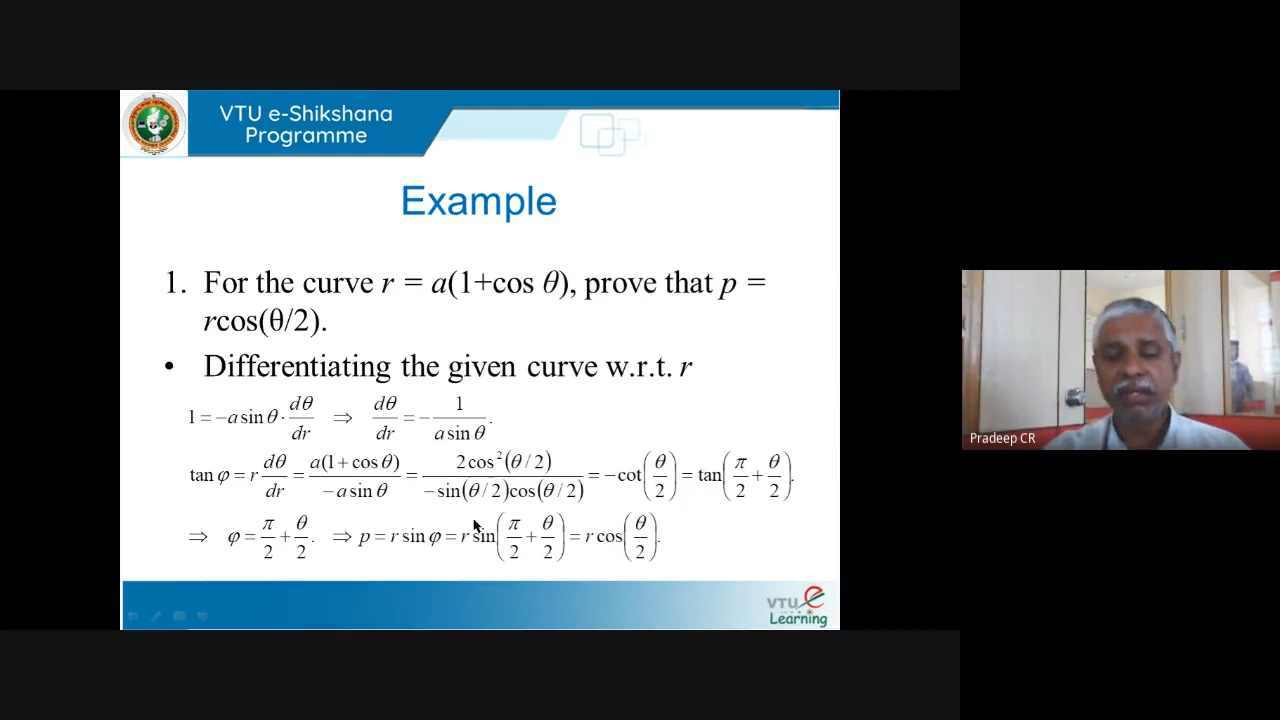 VTU e-Shikshana
Programme
Example
1. For the curve r = a(1+cos θ), prove that p =
rcos(θ/2).
• Differentiating the given curve w.r.t. r
1 = −a sin θ · dθ/dr ⇒ dθ/dr = − 1/(a sin θ).
tan φ = r dθ/dr = a(1 + cos θ)/(− a sin θ) = 2 cos²(θ / 2)/(− sin(θ / 2) cos(θ / 2)) = − cot(θ/2) = tan(π/2 + θ/2).
⇒ φ = π/2 + θ/2. ⇒ p = r sin φ = r sin(π/2 + θ/2) = r cos(θ/2).
Pradeep CR
VTU e
Learning